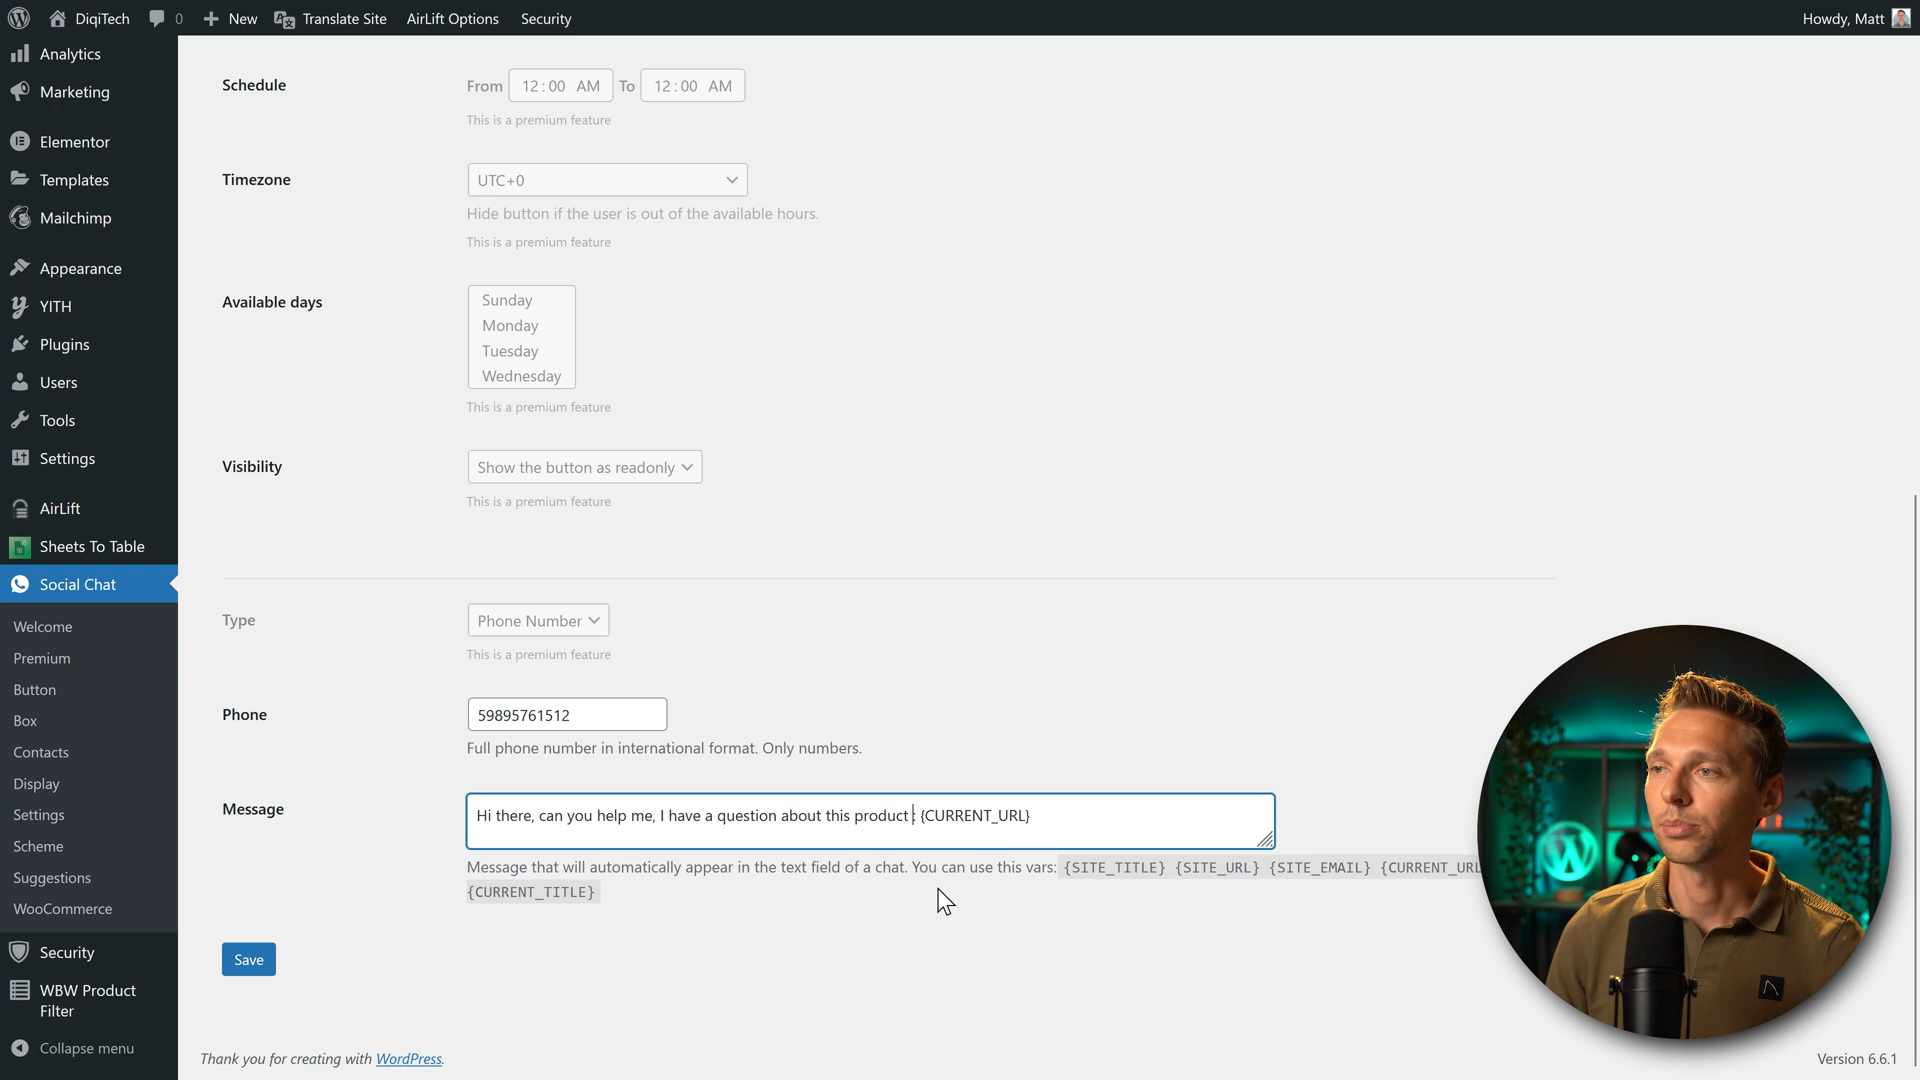 DiqiTech 0 New Translate Site AirLift Options Security Howdy, Matt
Analytics
Marketing
Elementor
Templates
Mailchimp
Appearance
YITH
Plugins
Users
Tools
Settings
AirLift
Sheets To Table
Social Chat
Welcome
Premium
Button
Box
Contacts
Display
Settings
Scheme
Suggestions
WooCommerce
Security
WBW Product
Filter
Collapse menu
Schedule From 12:00 AM To 12:00 AM
This is a premium feature
Timezone UTC+0
Hide button if the user is out of the available hours.
This is a premium feature
Available days
Sunday
Monday
Tuesday
Wednesday
This is a premium feature
Visibility Show the button as readonly
This is a premium feature
Type Phone Number
This is a premium feature
Phone 59895761512
Full phone number in international format. Only numbers.
Message Hi there, can you help me, I have a question about this product : {CURRENT_URL}
Message that will automatically appear in the text field of a chat. You can use this vars: {SITE_TITLE} {SITE_URL} {SITE_EMAIL} {CURRENT_URL
{CURRENT_TITLE}
Save
Thank you for creating with WordPress. Version 6.6.1